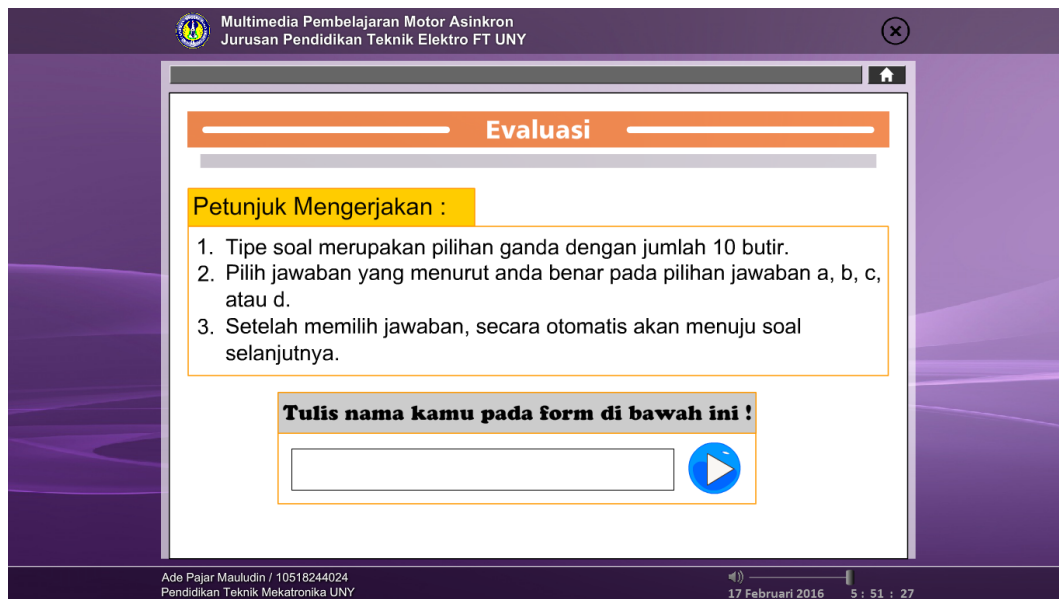 Multimedia Pembelajaran Motor Asinkron
Jurusan Pendidikan Teknik Elektro FT UNY
Evaluasi
Petunjuk Mengerjakan :
1. Tipe soal merupakan pilihan ganda dengan jumlah 10 butir.
2. Pilih jawaban yang menurut anda benar pada pilihan jawaban a, b, c,
atau d.
3. Setelah memilih jawaban, secara otomatis akan menuju soal
selanjutnya.
Tulis nama kamu pada form di bawah ini !
Ade Pajar Mauludin / 10518244024
Pendidikan Teknik Mekatronika UNY
17 Februari 2016 5 : 51 : 27